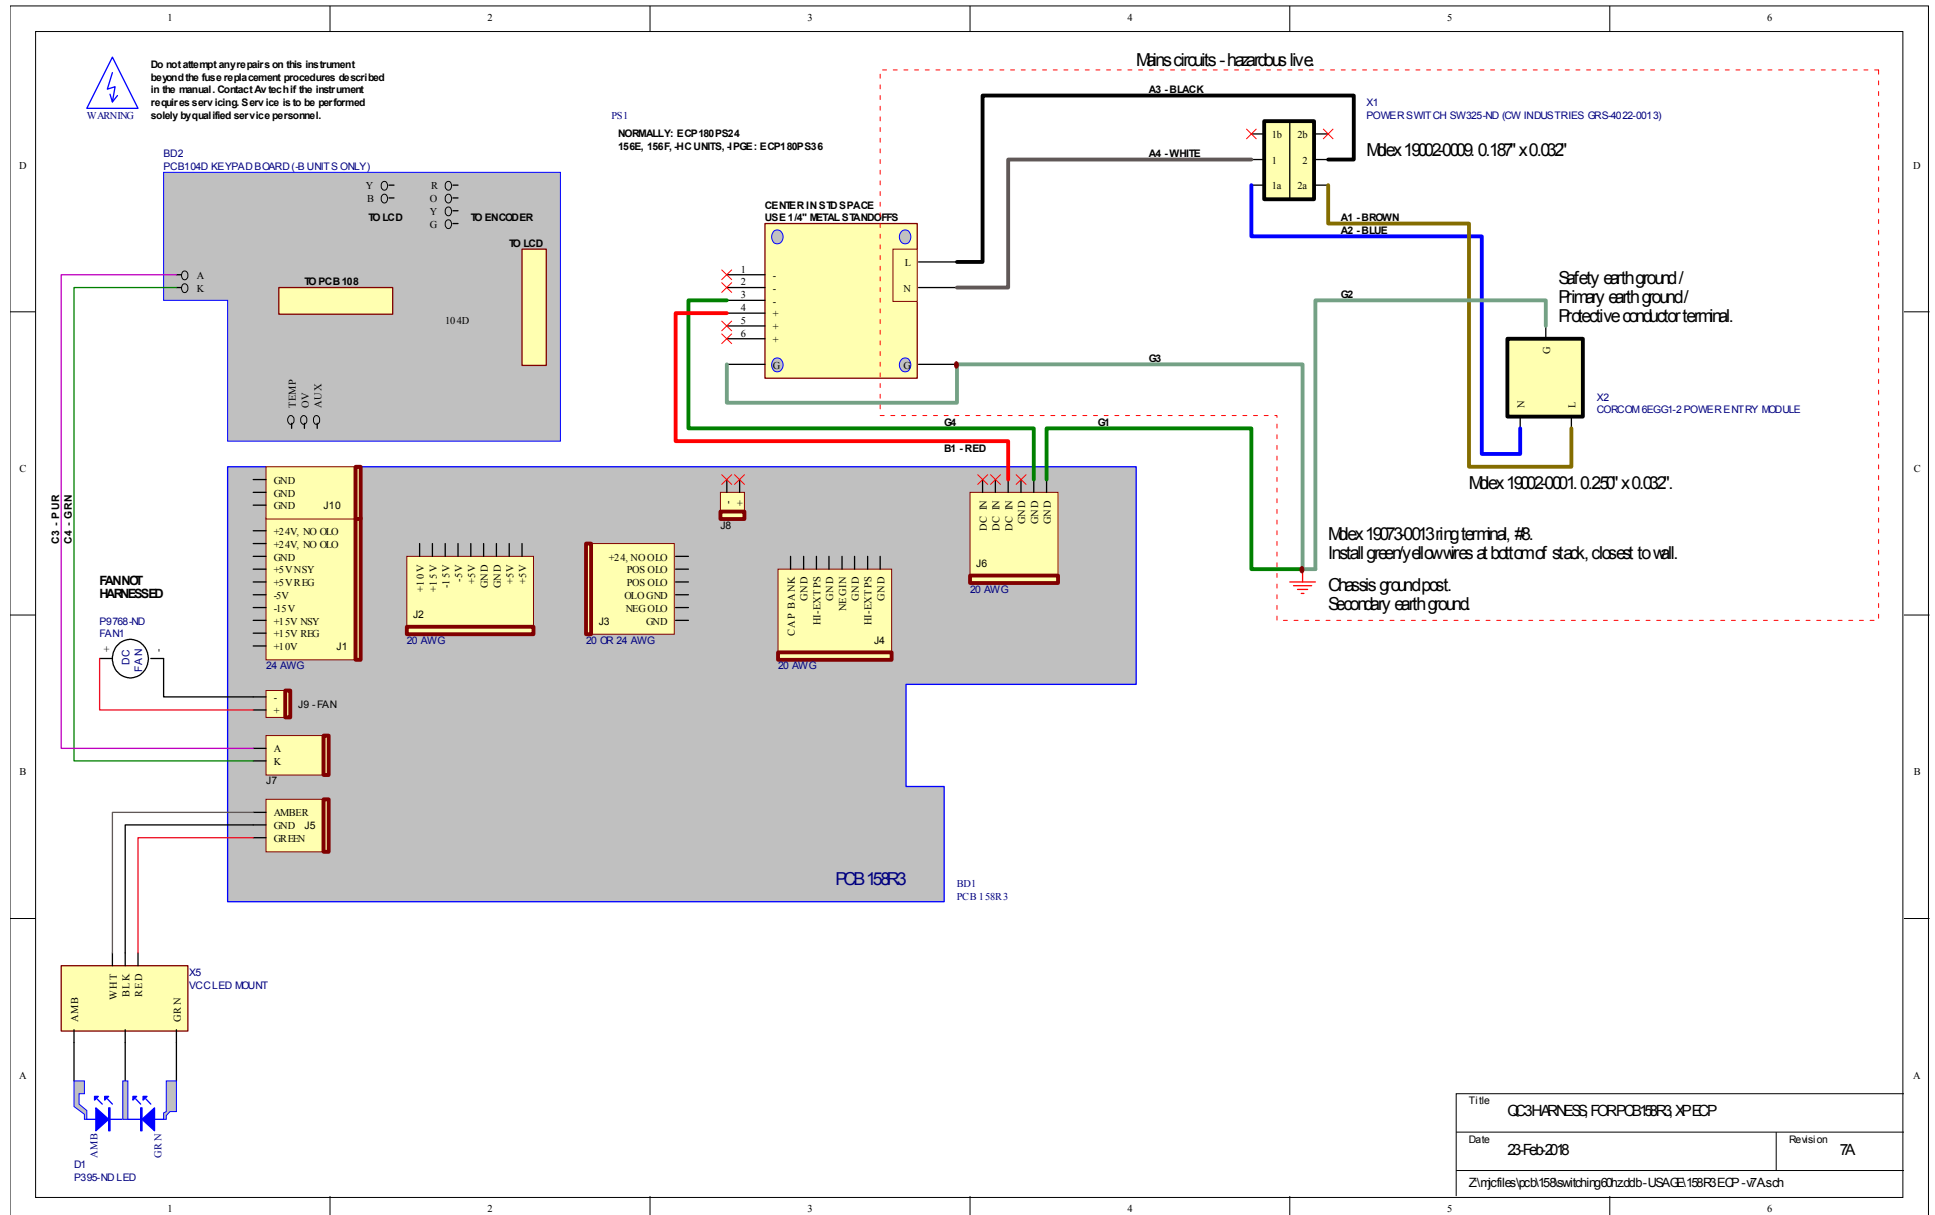 1 2 3 4 5 6
Do not attempt any repairs on this instrument
beyond the fuse replacement procedures described
in the manual. Contact Avtech if the instrument
requires servicing. Service is to be performed
solely by qualified service personnel.
WARNING
Mains circuits - hazardous live.
PS1
NORMALLY: ECP180PS24
156E, 156F, -HC UNITS, -IPGE: ECP180PS36
A3 - BLACK
X1
POWER SWITCH SW325-ND (CW INDUSTRIES GRS-4022-0013)
1b 2b
1 2
1a 2a
Molex 19002-0009. 0.187" x 0.032"
A4 - WHITE
D
D
BD2
PCB104D KEYPAD BOARD (-B UNITS ONLY)
Y
B
TO LCD
R
O
Y
G
TO ENCODER
TO LCD
A
K
TO PCB 108
104D
TEMP
OV
AUX
CENTER IN STD SPACE
USE 1/4" METAL STANDOFFS
L
N
1 -
2 -
3 -
4 +
5 +
6 +
G
G
A1 - BROWN
A2 - BLUE
G2
Safety earth ground /
Primary earth ground /
Protective conductor terminal.
G3
G
N
L
X2
CORCOM 6EGG1-2 POWER ENTRY MODULE
G4
G1
B1 - RED
C
C
Molex 19002-0001. 0.250" x 0.032".
C3 - PUR
C4 - GRN
GND
GND
GND
J10
+24V, NO OLO
+24V, NO OLO
GND
+5V NSY
+5V REG
-5V
-15V
+15V NSY
+15V REG
+10V
J1
24 AWG
+10V
+15V
-15V
-5V
+5V
GND
GND
+5V
+5V
J2
20 AWG
+24, NO OLO
POS OLO
POS OLO
OLO GND
NEG OLO
GND
J3
20 OR 24 AWG
-
+
J8
CAP BANK
GND
HI-EXT PS
GND
NEG IN
GND
HI-EXT PS
GND
J4
20 AWG
DC IN
DC IN
DC IN
GND
GND
GND
J6
20 AWG
Molex 19073-0013 ring terminal, #8.
Install green/yellow wires at bottom of stack, closest to wall.
Chassis ground post.
Secondary earth ground.
FAN NOT
HARNESSED
P9768-ND
FAN1
+
-
DC
FAN
-
+
J9 - FAN
A
K
J7
B
B
AMBER
GND
GREEN
J5
PCB 158R3
BD1
PCB 158R3
WHT
BLK
RED
AMB
GRN
X5
VCC LED MOUNT
A
A
AMB
GRN
D1
P395-ND LED
Title
QC3 HARNESS, FOR PCB158R3, XP ECP
Date
23-Feb-2018
Revision
7A
Z:\mjcfiles\pcb\158\switching60hz.ddb - USAGE\158R3 ECP - v7A.sch
1 2 3 4 5 6